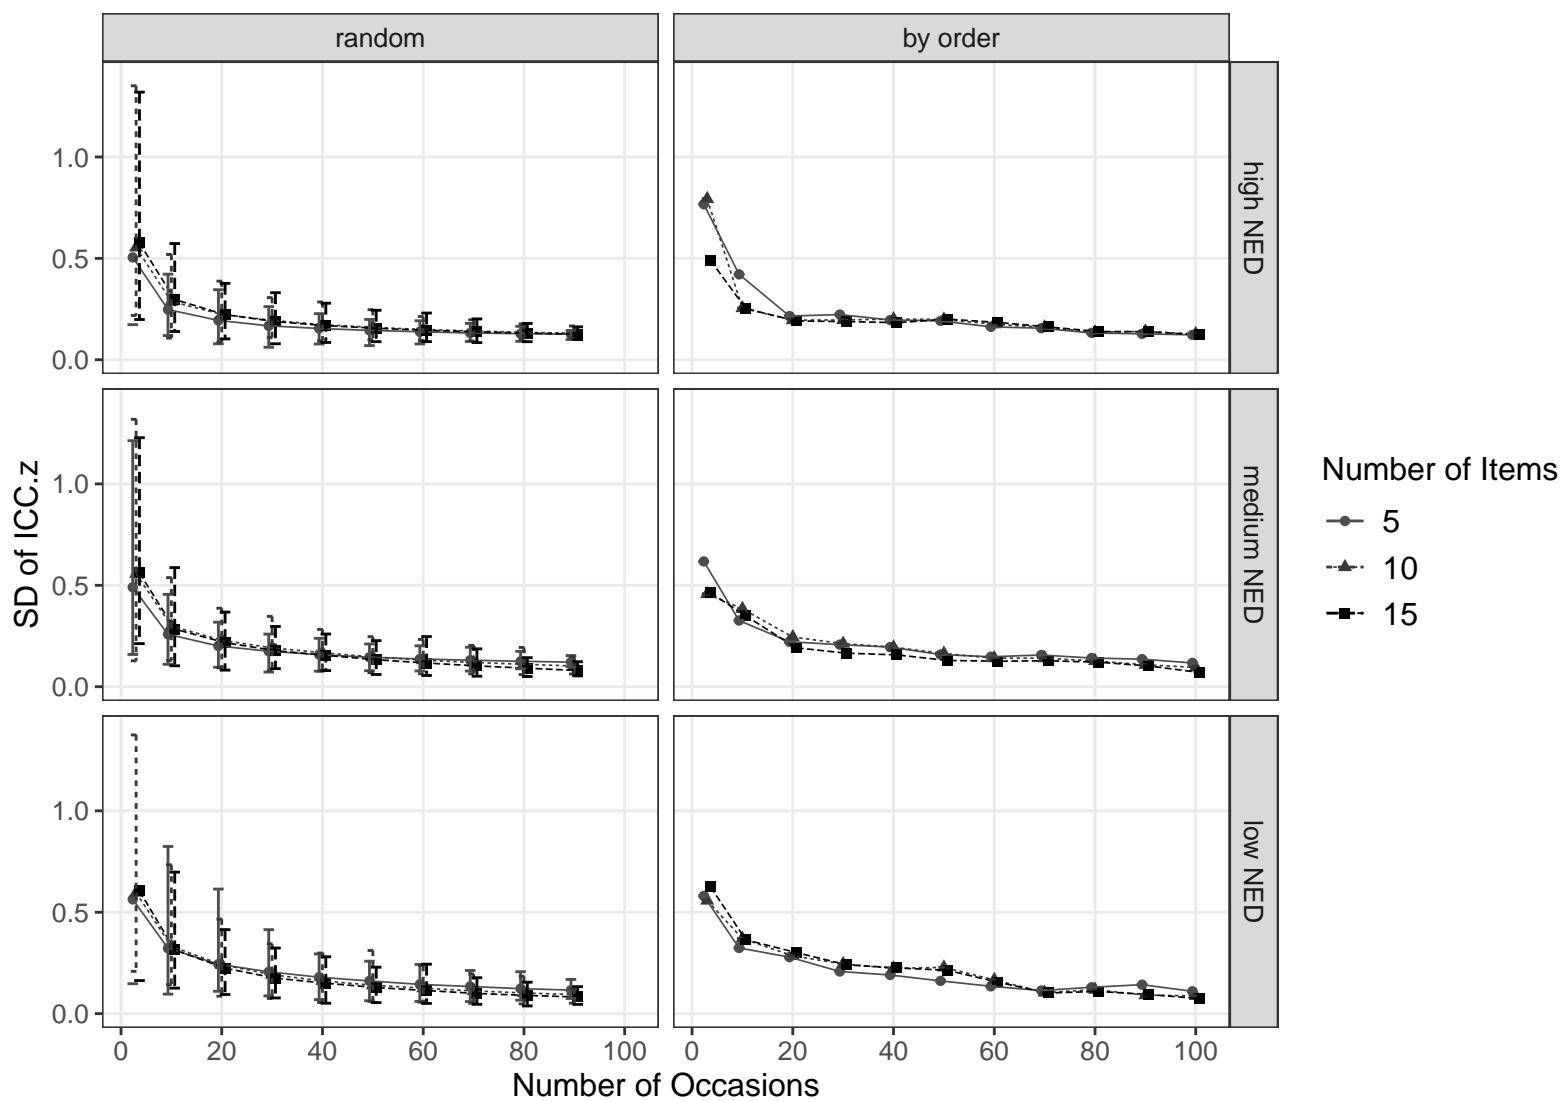 random
by order
1.0
0.5
0.0
high NED
1.0
0.5
0.0
medium NED
1.0
0.5
0.0
low NED
SD of ICC.z
0 20 40 60 80 100
0 20 40 60 80 100
Number of Occasions
Number of Items
5
10
15